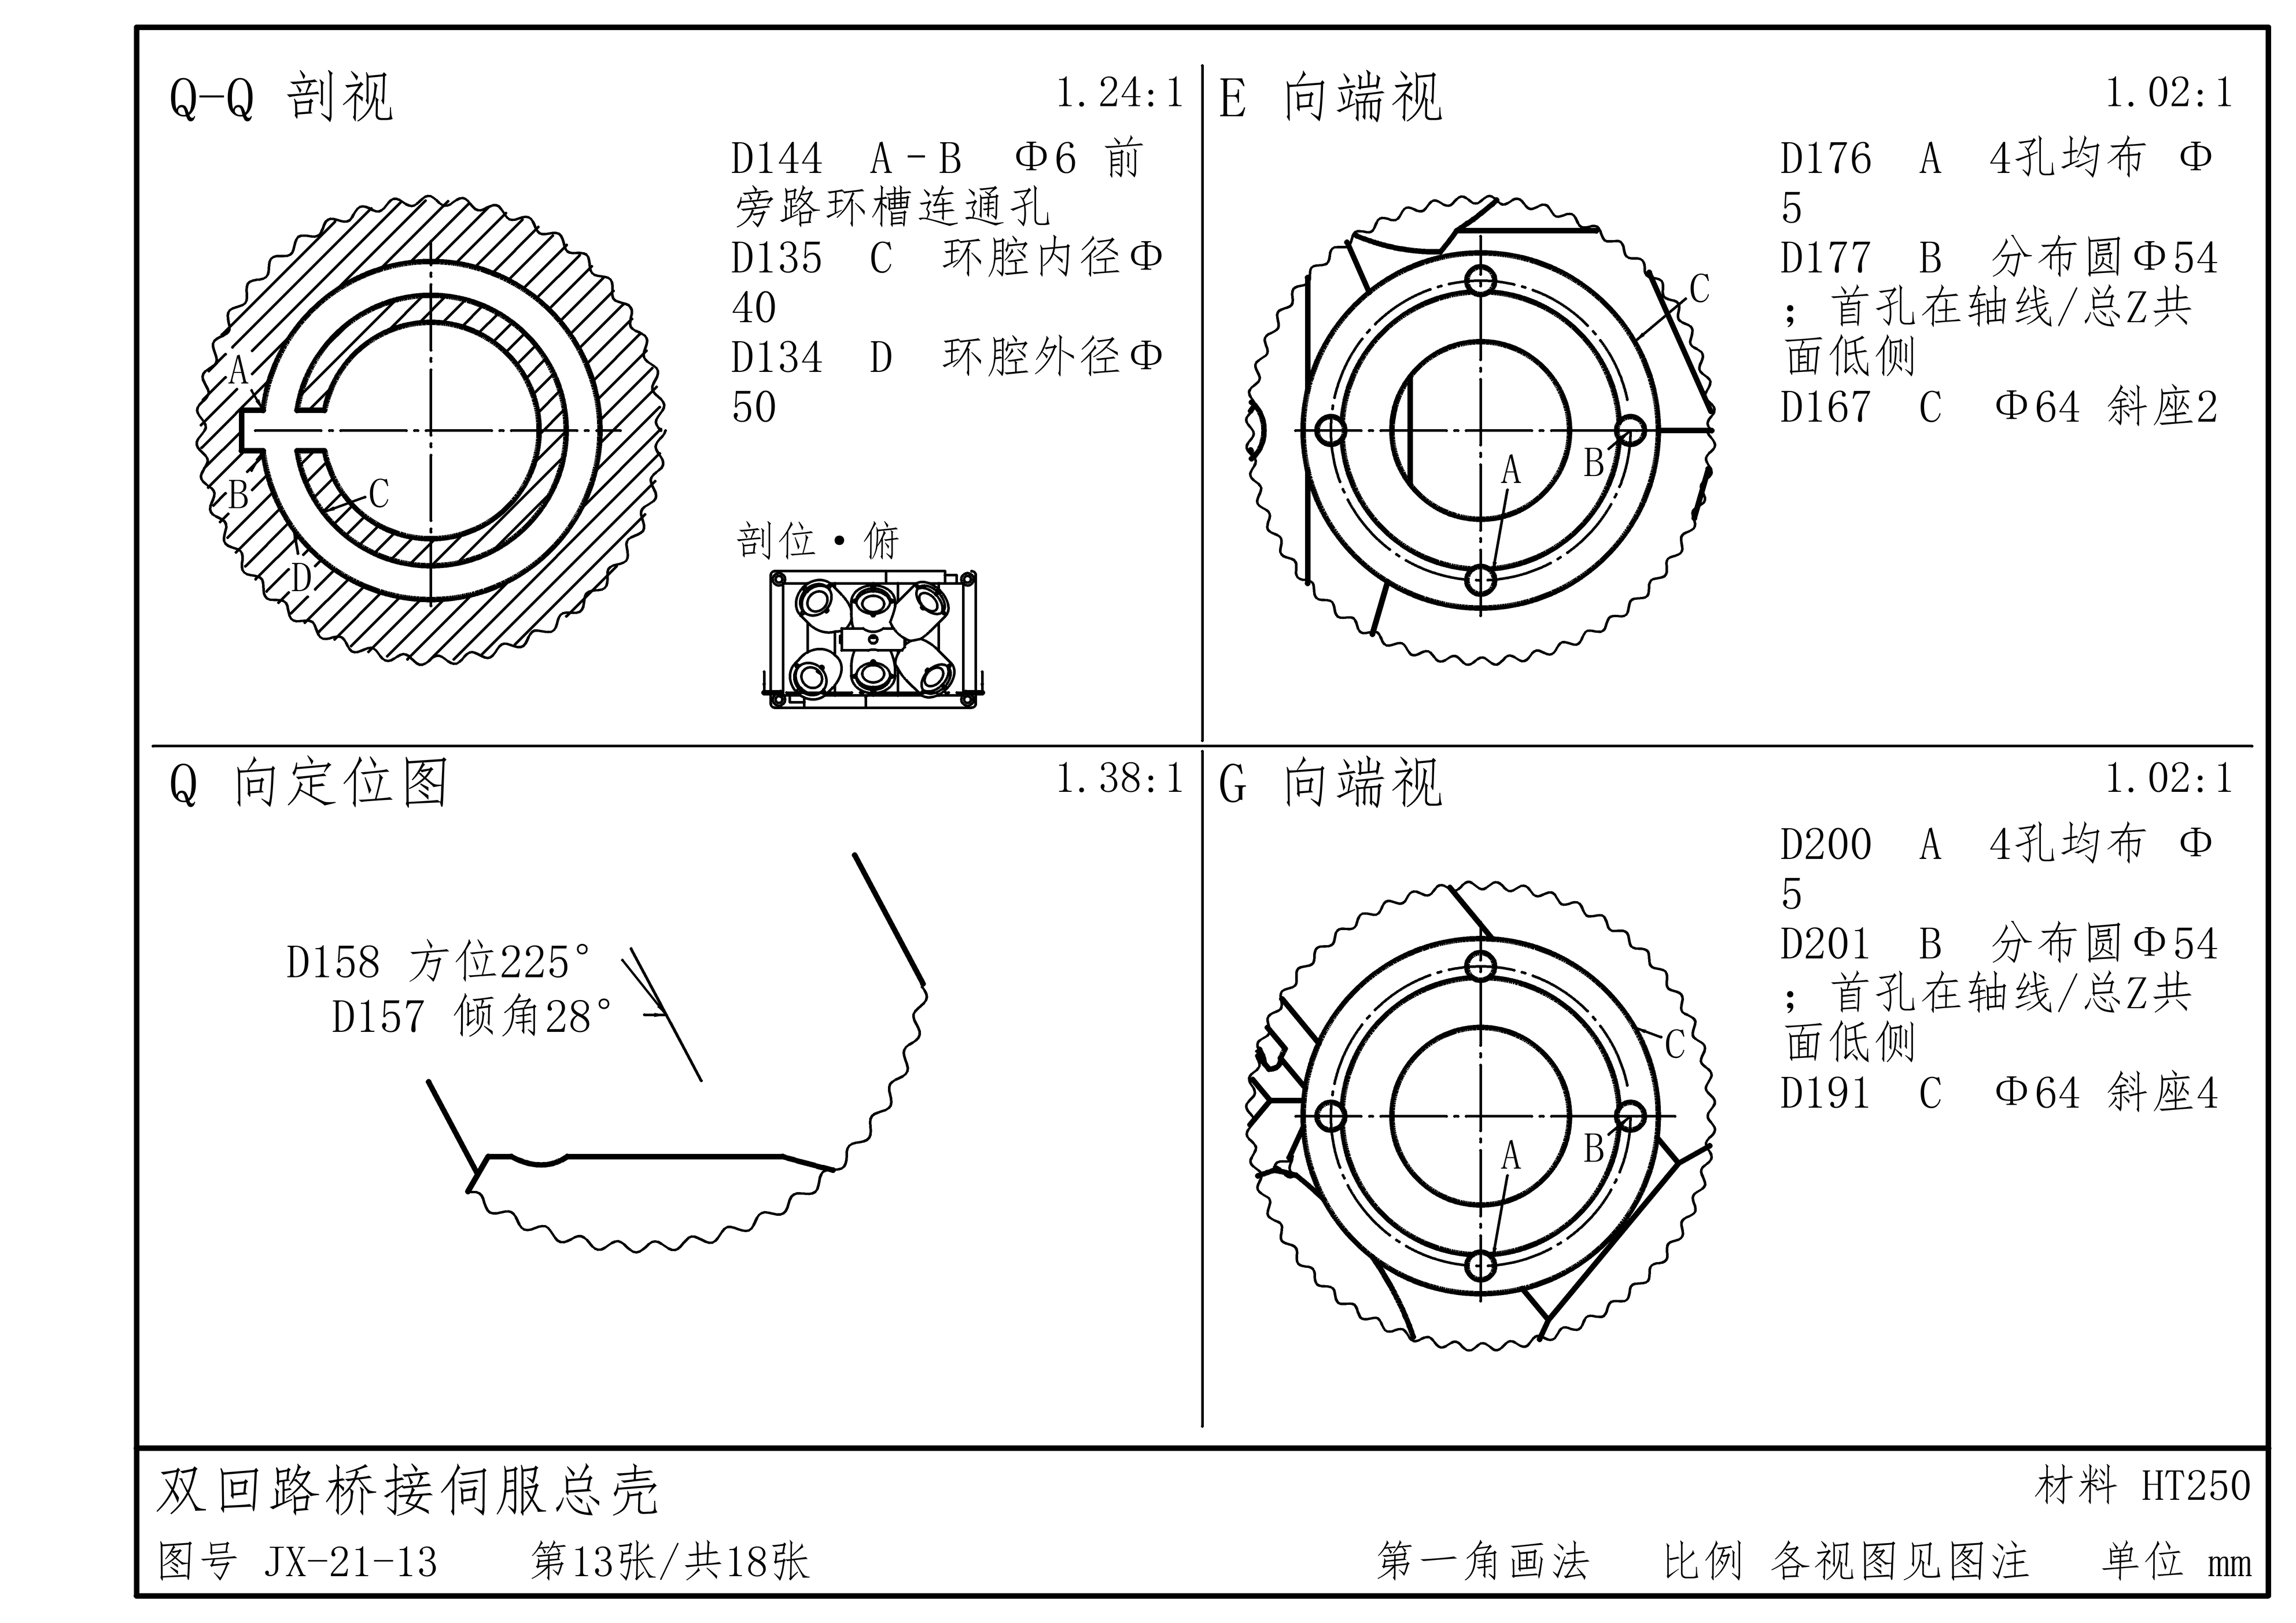 Q-Q 剖视
1.24:1
D144 A-B Φ6 前
旁路环槽连通孔
D135 C 环腔内径Φ
40
D134 D 环腔外径Φ
50
A
B
C
D
剖位·俯
E 向端视
1.02:1
D176 A 4孔均布 Φ
5
D177 B 分布圆Φ54
；首孔在轴线/总Z共
面低侧
D167 C Φ64 斜座2
C
B
A
Q 向定位图
1.38:1
D158 方位225°
D157 倾角28°
G 向端视
1.02:1
D200 A 4孔均布 Φ
5
D201 B 分布圆Φ54
；首孔在轴线/总Z共
面低侧
D191 C Φ64 斜座4
C
B
A
双回路桥接伺服总壳
材料 HT250
图号 JX-21-13 第13张/共18张
第一角画法 比例 各视图见图注 单位 mm